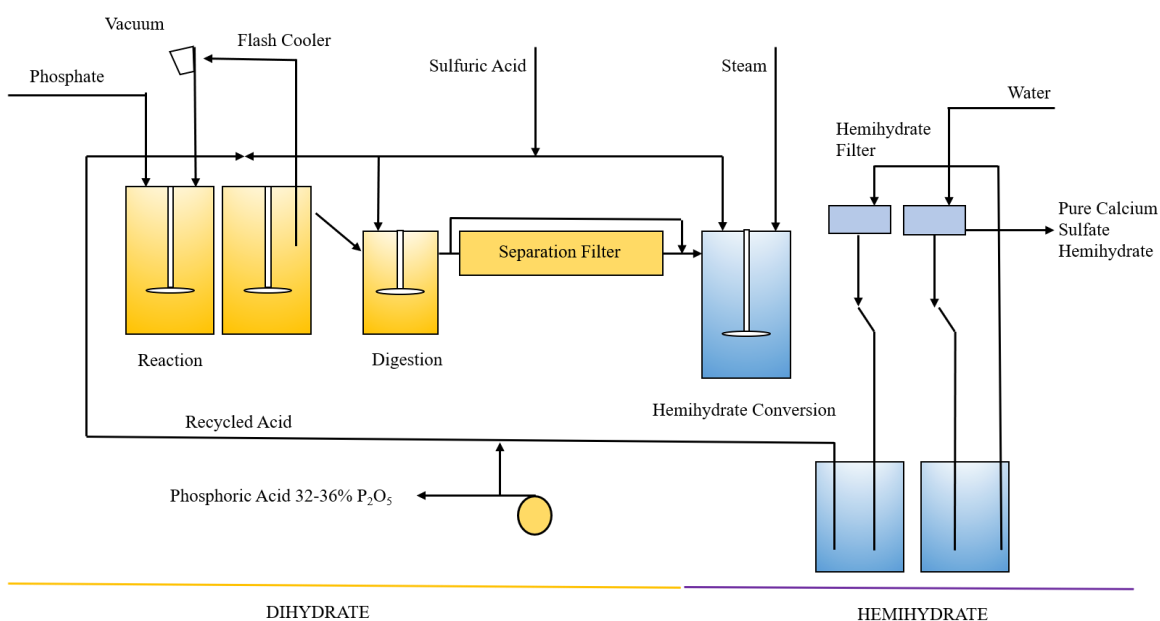 Vacuum
Flash Cooler
Phosphate
Sulfuric Acid
Steam
Water
Hemihydrate
Filter
Pure Calcium
Sulfate
Hemihydrate
Separation Filter
Reaction
Digestion
Hemihydrate Conversion
Recycled Acid
Phosphoric Acid 32-36% P₂O₅
DIHYDRATE
HEMIHYDRATE